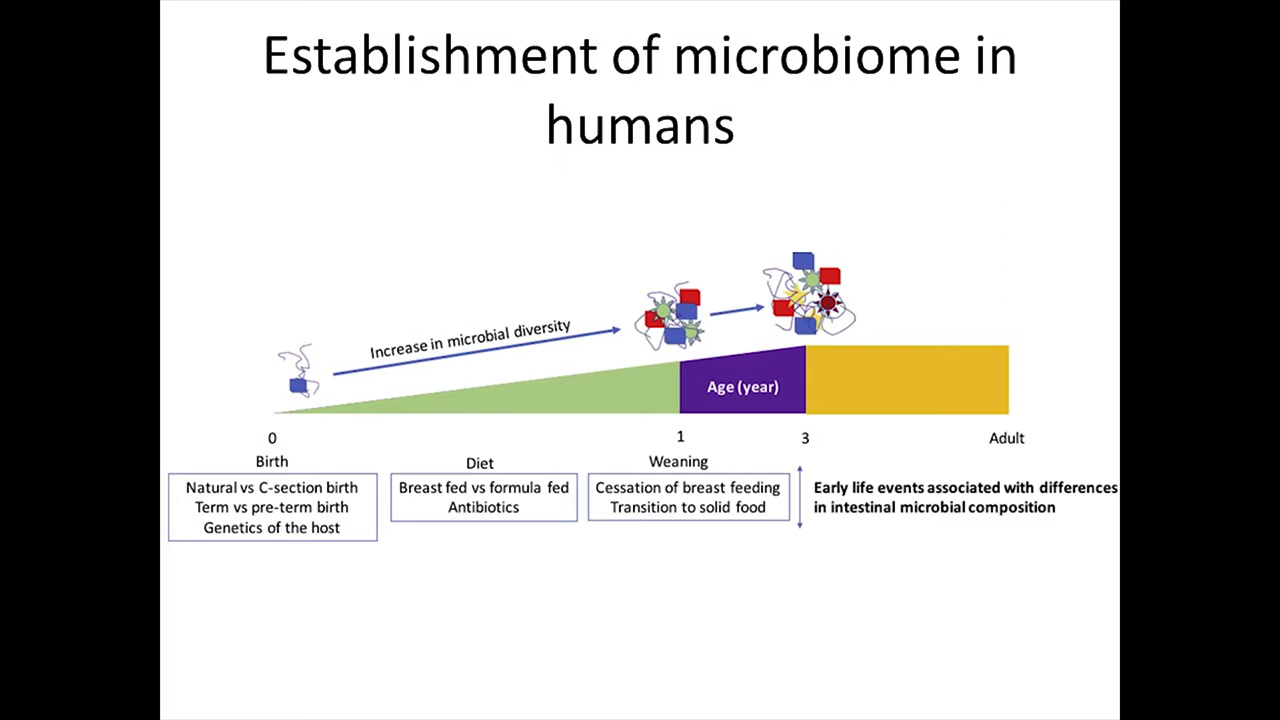 Establishment of microbiome in
humans
Increase in microbial diversity
Age (year)
0
1
3
Adult
Birth
Diet
Weaning
Natural vs C-section birth
Term vs pre-term birth
Genetics of the host
Breast fed vs formula fed
Antibiotics
Cessation of breast feeding
Transition to solid food
Early life events associated with differences
in intestinal microbial composition